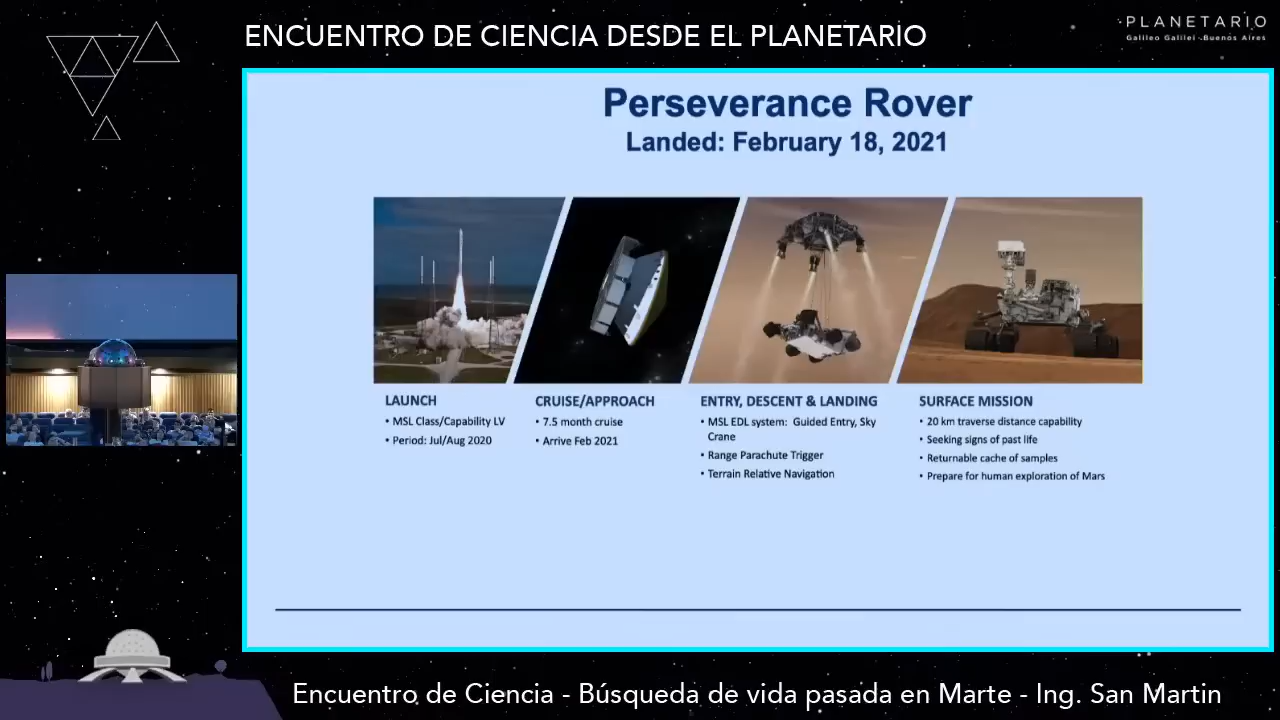 ENCUENTRO DE CIENCIA DESDE EL PLANETARIO
PLANETARIO
Galileo Galilei - Buenos Aires
Perseverance Rover
Landed: February 18, 2021
LAUNCH
• MSL Class/Capability LV
• Period: Jul/Aug 2020
CRUISE/APPROACH
• 7.5 month cruise
• Arrive Feb 2021
ENTRY, DESCENT & LANDING
• MSL EDL system: Guided Entry, Sky
Crane
• Range Parachute Trigger
• Terrain Relative Navigation
SURFACE MISSION
• 20 km traverse distance capability
• Seeking signs of past life
• Returnable cache of samples
• Prepare for human exploration of Mars
Encuentro de Ciencia - Búsqueda de vida pasada en Marte - Ing. San Martin